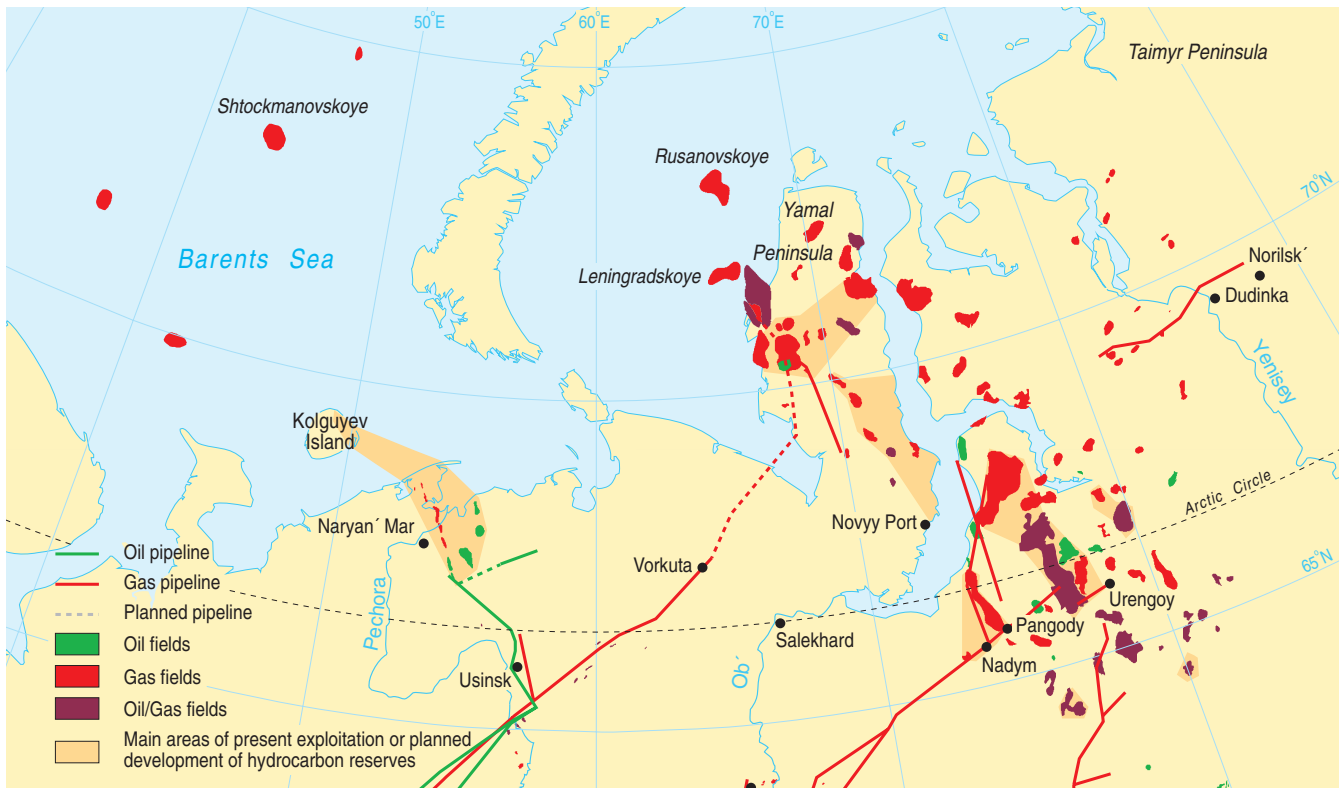 50°E
60°E
70°E
Taimyr Peninsula
Shtockmanovskoye
Rusanovskoye
70°N
Yamal
Peninsula
Barents Sea
Leningradskoye
Norilsk´
Dudinka
Yenisey
Kolguyev
Island
Arctic Circle
Naryan´ Mar
Novyy Port
Oil pipeline
Vorkuta
65°N
Gas pipeline
Urengoy
Planned pipeline
Pechora
Salekhard
Pangody
Oil fields
Nadym
Ob´
Usinsk
Gas fields
Oil/Gas fields
Main areas of present exploitation or planned
development of hydrocarbon reserves